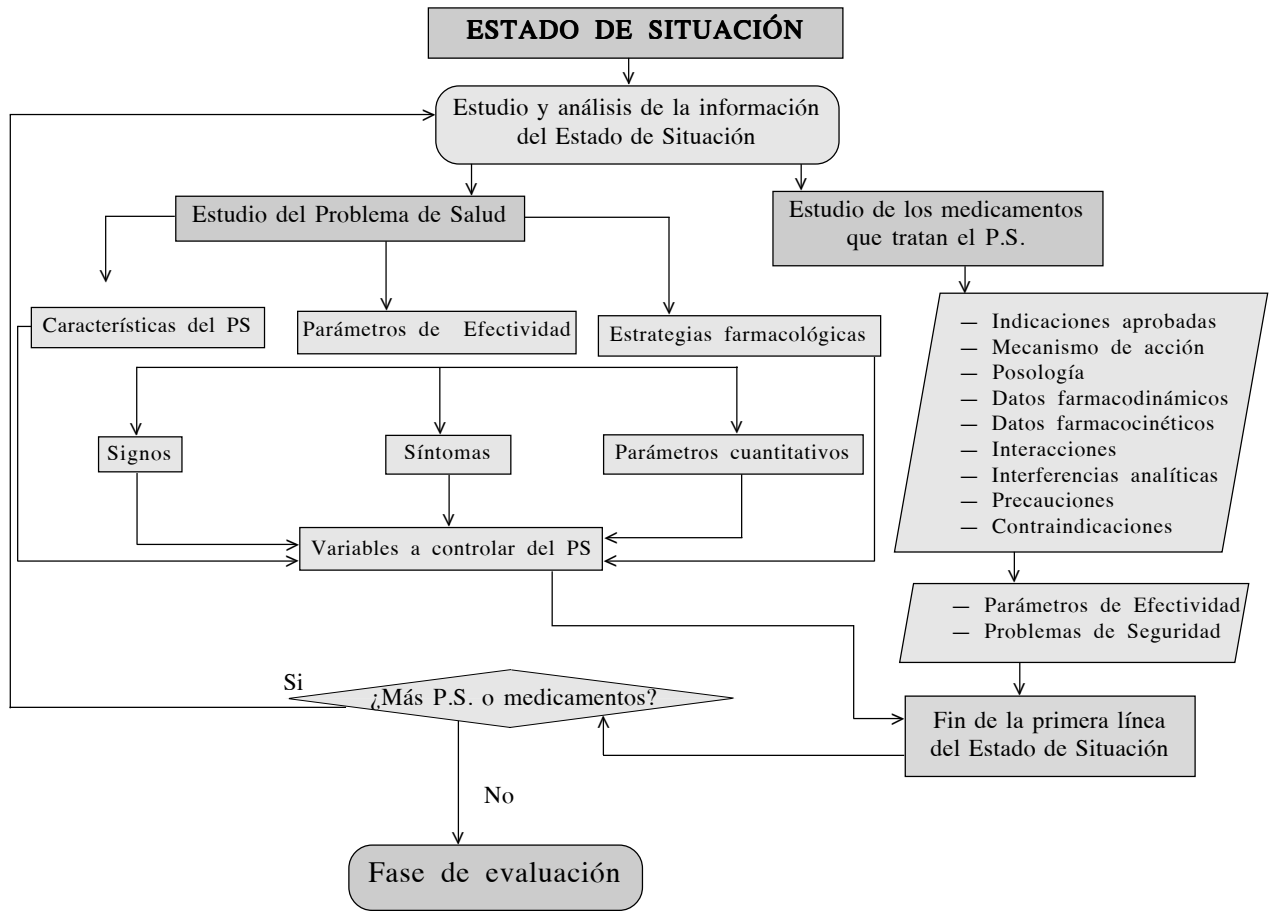 ESTADO DE SITUACIÓN
Estudio y análisis de la información
del Estado de Situación
Estudio del Problema de Salud
Estudio de los medicamentos
que tratan el P.S.
Características del PS
Parámetros de Efectividad
Estrategias farmacológicas
— Indicaciones aprobadas
— Mecanismo de acción
— Posología
— Datos farmacodinámicos
— Datos farmacocinéticos
— Interacciones
— Interferencias analíticas
— Precauciones
— Contraindicaciones
Signos
Síntomas
Parámetros cuantitativos
Variables a controlar del PS
— Parámetros de Efectividad
— Problemas de Seguridad
Si
¿Más P.S. o medicamentos?
Fin de la primera línea
del Estado de Situación
No
Fase de evaluación